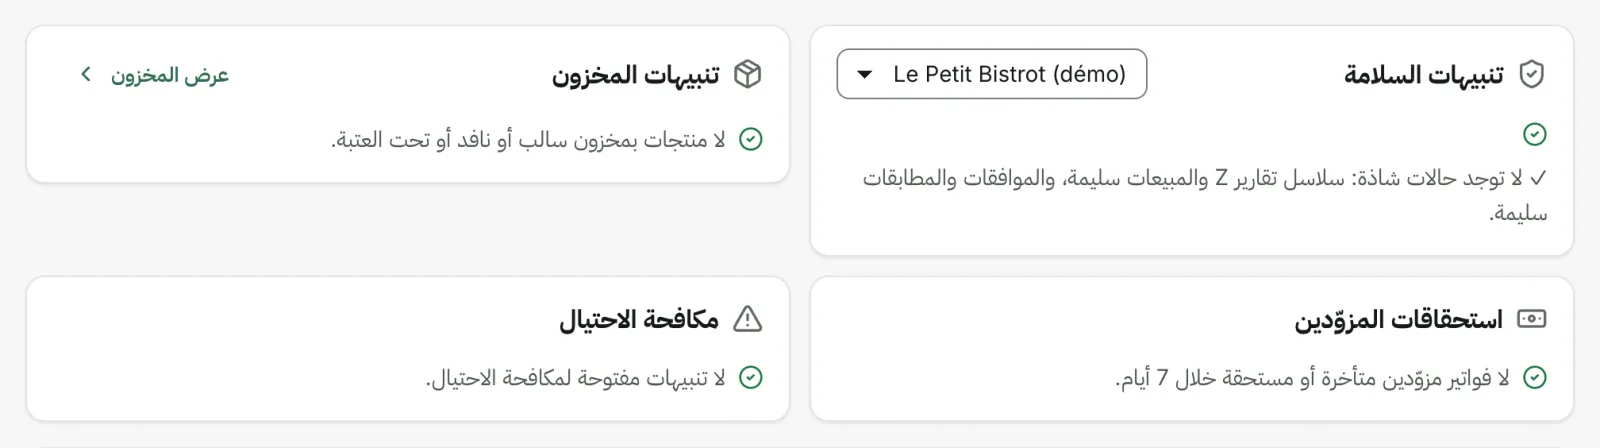 تنبيهات السلامة
Le Petit Bistrot (démo)
✓ لا توجد حالات شاذة: سلاسل تقارير Z والمبيعات سليمة، والموافقات والمطابقات
سليمة.
تنبيهات المخزون
عرض المخزون
لا منتجات بمخزون سالب أو نافد أو تحت العتبة.
استحقاقات المزوّدين
لا فواتير مزوّدين متأخرة أو مستحقة خلال 7 أيام.
مكافحة الاحتيال
لا تنبيهات مفتوحة لمكافحة الاحتيال.